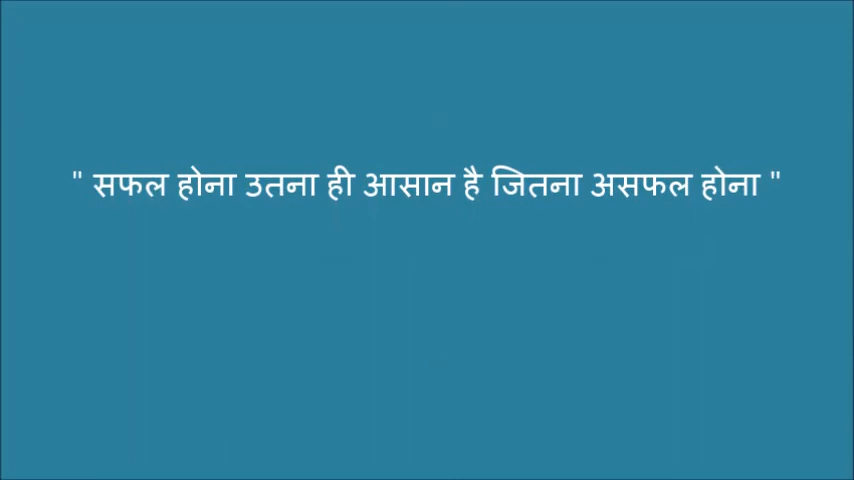 " सफल होना उतना ही आसान है जितना असफल होना "